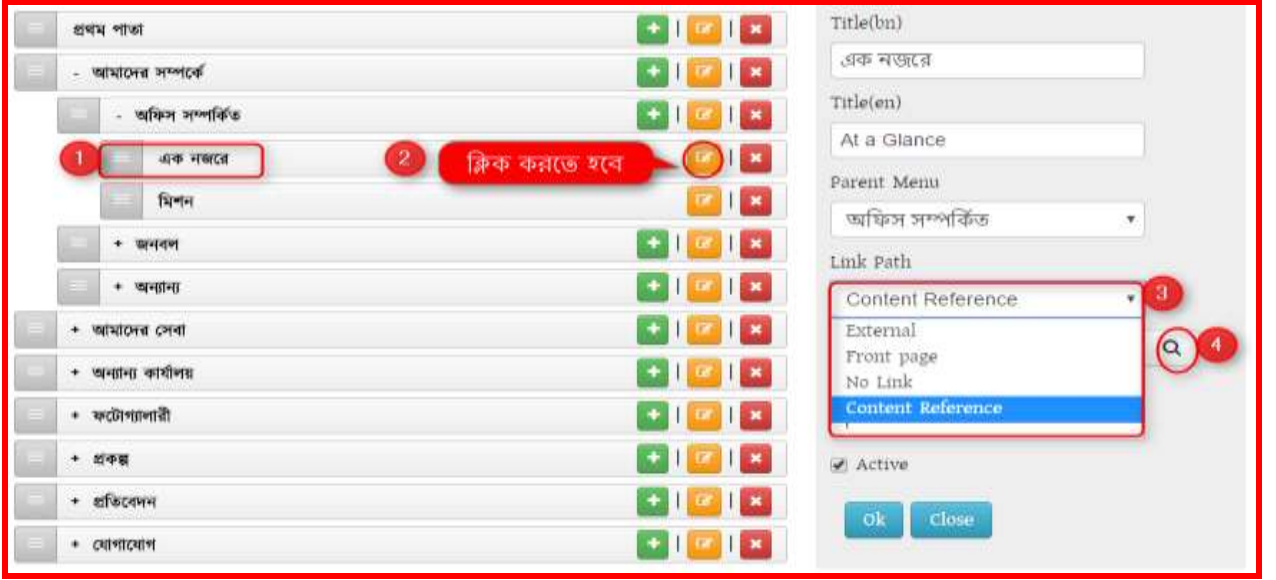 প্রথম পাতা
- আমাদের সম্পর্কে
- অফিস সম্পর্কিত
1 এক নজরে 2 ক্লিক করতে হবে
মিশন
+ জনবল
+ অন্যান্য
+ আমাদের সেবা
+ অন্যান্য কার্যালয়
+ ফটোগ্যালারী
+ প্রকল্প
+ প্রতিবেদন
+ যোগাযোগ
Title(bn)
এক নজরে
Title(en)
At a Glance
Parent Menu
অফিস সম্পর্কিত
Link Path
Content Reference 3
External
Front page 4
No Link
Content Reference
Active
Ok Close